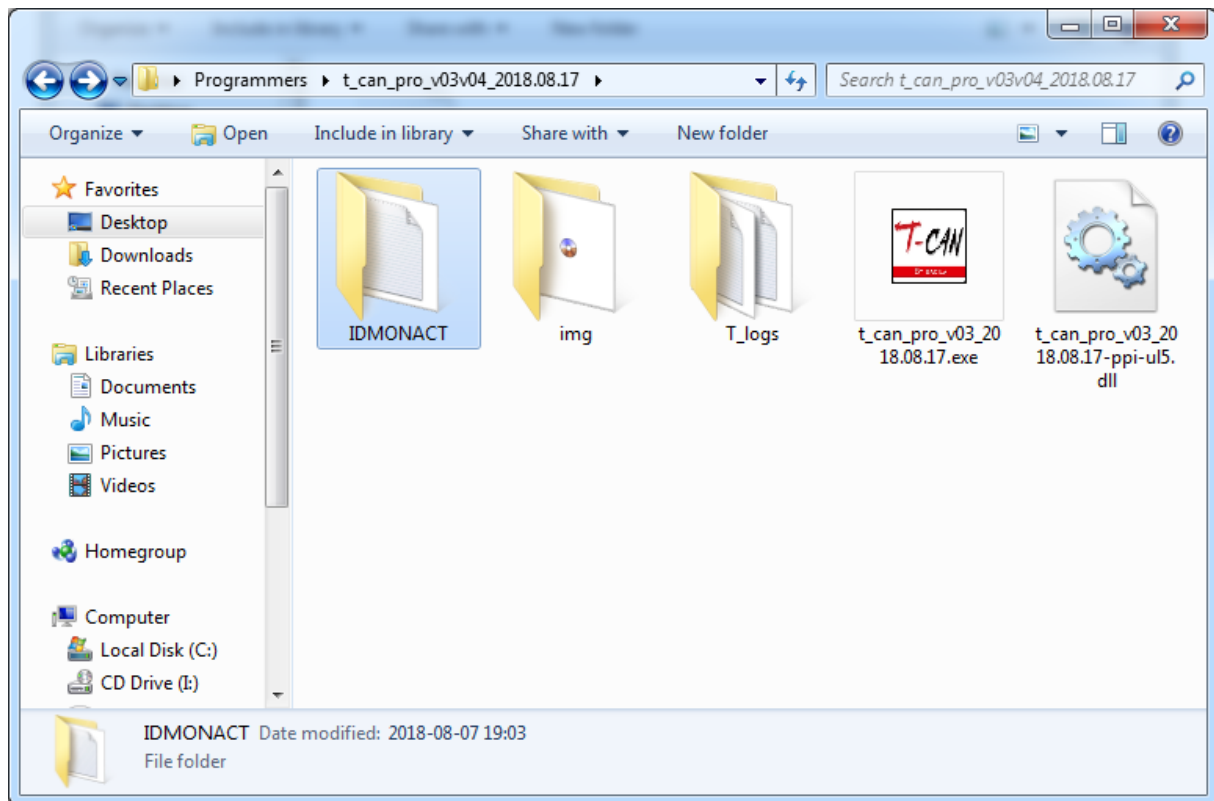 Programmers ▸ t_can_pro_v03v04_2018.08.17 ▸
Search t_can_pro_v03v04_2018.08.17
Organize Open Include in library Share with New folder
Favorites
Desktop
Downloads
Recent Places
Libraries
Documents
Music
Pictures
Videos
Homegroup
Computer
Local Disk (C:)
CD Drive (I:)
IDMONACT
img
T_logs
T-CAN
t_can_pro_v03_20
18.08.17.exe
t_can_pro_v03_20
18.08.17-ppi-ul5.
dll
IDMONACT Date modified: 2018-08-07 19:03
File folder